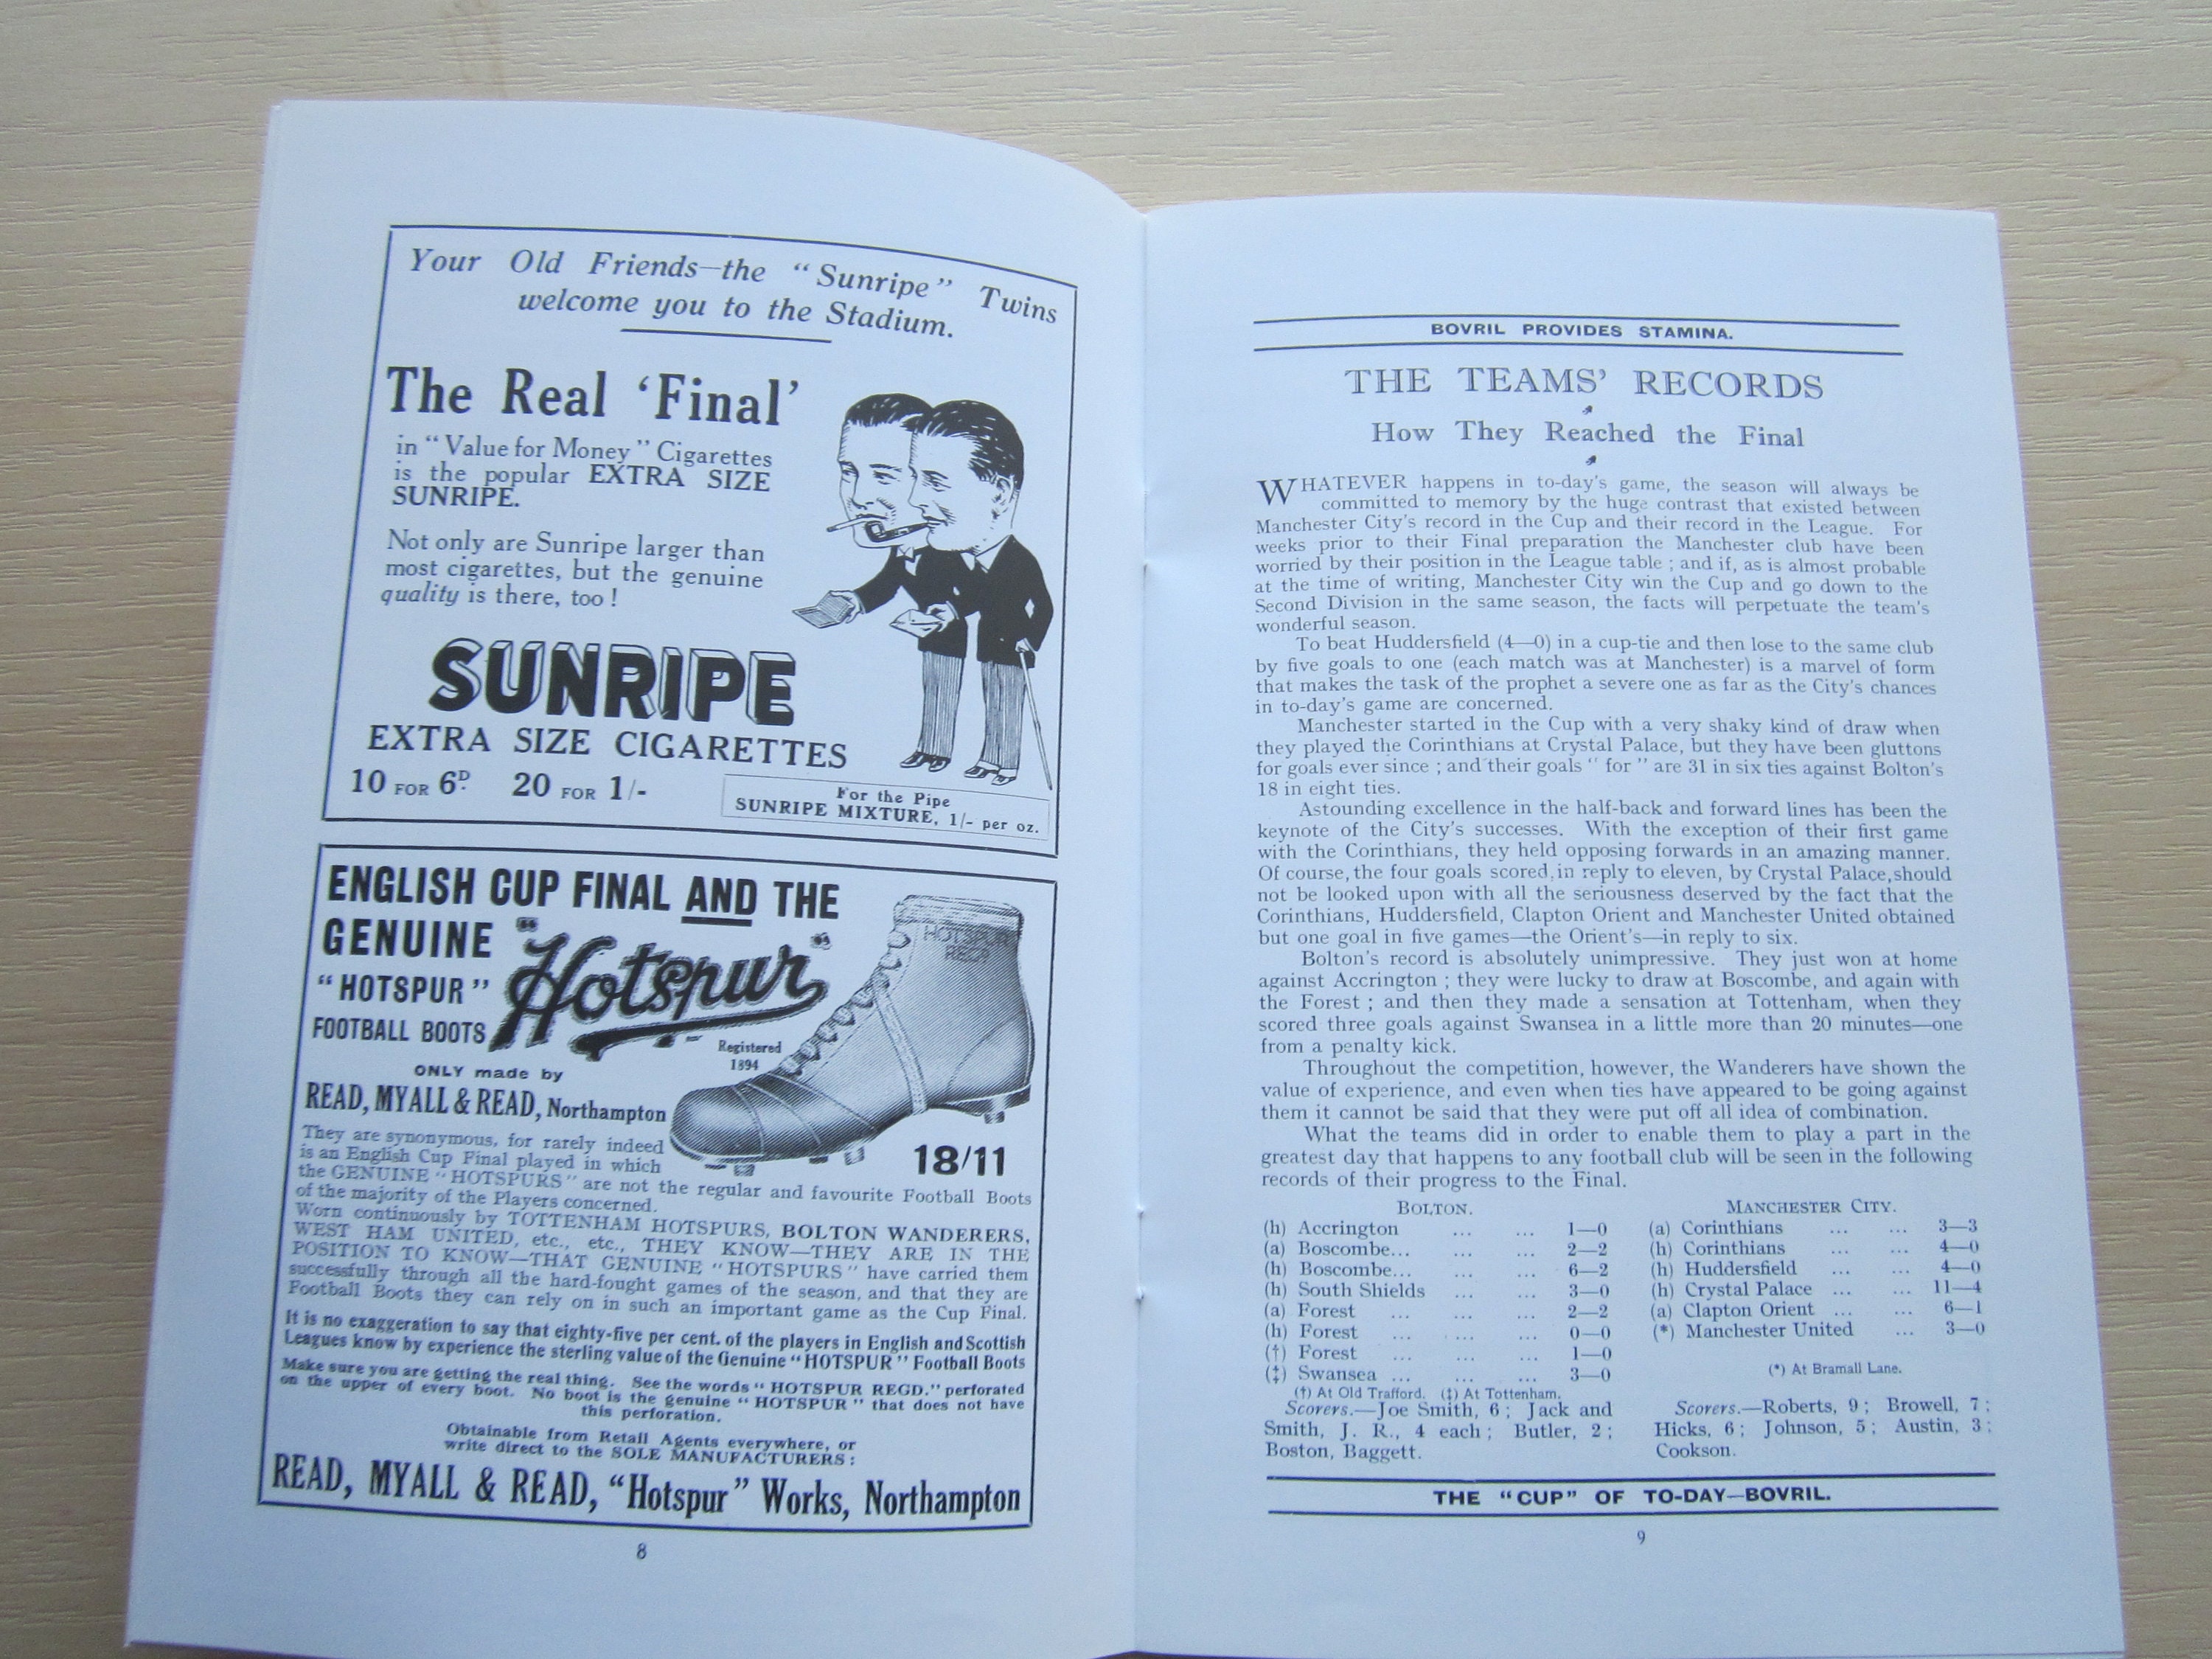 Your Old Friends—the "Sunripe" Twins
welcome you to the Stadium.
The Real 'Final'
in "Value for Money" Cigarettes
is the popular EXTRA SIZE
SUNRIPE.
Not only are Sunripe larger than
most cigarettes, but the genuine
quality is there, too!
SUNRIPE
EXTRA SIZE CIGARETTES
10 FOR 6D. 20 FOR 1/-
For the Pipe
SUNRIPE MIXTURE, 1/- per oz.
ENGLISH CUP FINAL AND THE
GENUINE "Hotspur"
"HOTSPUR"
FOOTBALL BOOTS
HOTSPUR
REGD
Registered
1894
ONLY made by
READ, MYALL & READ, Northampton
18/11
They are synonymous, for rarely indeed
is an English Cup Final played in which
the GENUINE "HOTSPURS" are not the regular and favourite Football Boots
of the majority of the Players concerned.
Worn continuously by TOTTENHAM HOTSPURS, BOLTON WANDERERS,
WEST HAM UNITED, etc., etc., THEY KNOW—THEY ARE IN THE
POSITION TO KNOW—THAT GENUINE "HOTSPURS" have carried them
successfully through all the hard-fought games of the season, and that they are
Football Boots they can rely on in such an important game as the Cup Final.
It is no exaggeration to say that eighty-five per cent. of the players in English and Scottish
Leagues know by experience the sterling value of the Genuine "HOTSPUR" Football Boots
Make sure you are getting the real thing. See the words "HOTSPUR REGD." perforated
on the upper of every boot. No boot is the genuine "HOTSPUR" that does not have
this perforation.
Obtainable from Retail Agents everywhere, or
write direct to the SOLE MANUFACTURERS:
READ, MYALL & READ, "Hotspur" Works, Northampton
8
BOVRIL PROVIDES STAMINA.
THE TEAMS' RECORDS
How They Reached the Final
WHATEVER happens in to-day's game, the season will always be
committed to memory by the huge contrast that existed between
Manchester City's record in the Cup and their record in the League. For
weeks prior to their Final preparation the Manchester club have been
worried by their position in the League table; and if, as is almost probable
at the time of writing, Manchester City win the Cup and go down to the
Second Division in the same season, the facts will perpetuate the team's
wonderful season.
To beat Huddersfield (4—0) in a cup-tie and then lose to the same club
by five goals to one (each match was at Manchester) is a marvel of form
that makes the task of the prophet a severe one as far as the City's chances
in to-day's game are concerned.
Manchester started in the Cup with a very shaky kind of draw when
they played the Corinthians at Crystal Palace, but they have been gluttons
for goals ever since; and their goals "for" are 31 in six ties against Bolton's
18 in eight ties.
Astounding excellence in the half-back and forward lines has been the
keynote of the City's successes. With the exception of their first game
with the Corinthians, they held opposing forwards in an amazing manner.
Of course, the four goals scored, in reply to eleven, by Crystal Palace, should
not be looked upon with all the seriousness deserved by the fact that the
Corinthians, Huddersfield, Clapton Orient and Manchester United obtained
but one goal in five games—the Orient's—in reply to six.
Bolton's record is absolutely unimpressive. They just won at home
against Accrington; they were lucky to draw at Boscombe, and again with
the Forest; and then they made a sensation at Tottenham, when they
scored three goals against Swansea in a little more than 20 minutes—one
from a penalty kick.
Throughout the competition, however, the Wanderers have shown the
value of experience, and even when ties have appeared to be going against
them it cannot be said that they were put off all idea of combination.
What the teams did in order to enable them to play a part in the
greatest day that happens to any football club will be seen in the following
records of their progress to the Final.
BOLTON.
(h) Accrington ... ... 1—0
(a) Boscombe... ... ... 2—2
(h) Boscombe... ... ... 6—2
(h) South Shields ... ... 3—0
(a) Forest ... ... ... 2—2
(h) Forest ... ... ... 0—0
(†) Forest ... ... ... 1—0
(‡) Swansea ... ... ... 3—0
(†) At Old Trafford. (‡) At Tottenham.
Scorers.—Joe Smith, 6; Jack and
Smith, J. R., 4 each; Butler, 2;
Boston, Baggett.
MANCHESTER CITY.
(a) Corinthians ... ... 3—3
(h) Corinthians ... ... 4—0
(h) Huddersfield ... ... 4—0
(h) Crystal Palace ... ... 11—4
(a) Clapton Orient ... ... 6—1
(*) Manchester United ... 3—0
(*) At Bramall Lane.
Scorers.—Roberts, 9; Browell, 7;
Hicks, 6; Johnson, 5; Austin, 3;
Cookson.
THE "CUP" OF TO-DAY—BOVRIL.
9